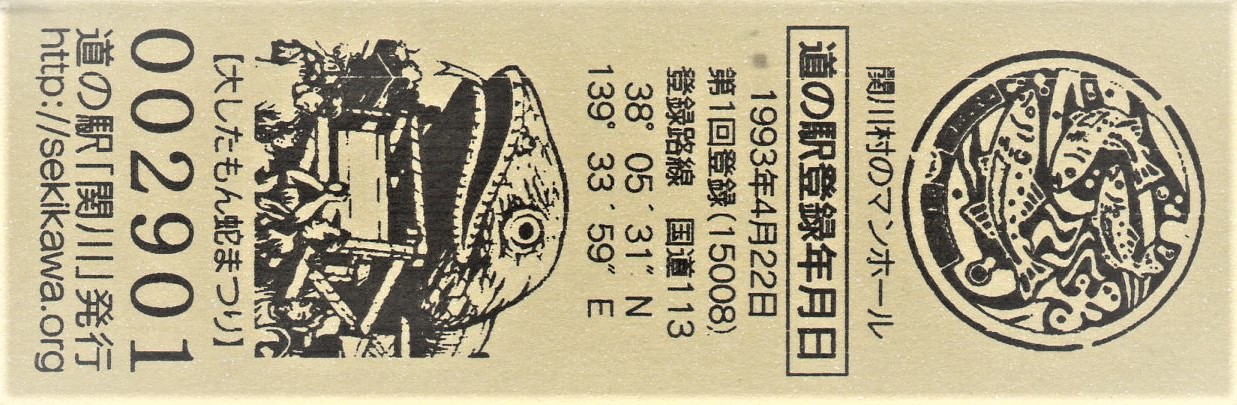 関川村のマンホール
道の駅登録年月日
1993年4月22日
第1回登録(15008)
登録路線 国道113
38° 05′ 31″ N
139° 33′ 59″ E
【大したもん蛇まつり】
002901
道の駅「関川」発行
http://sekikawa.org